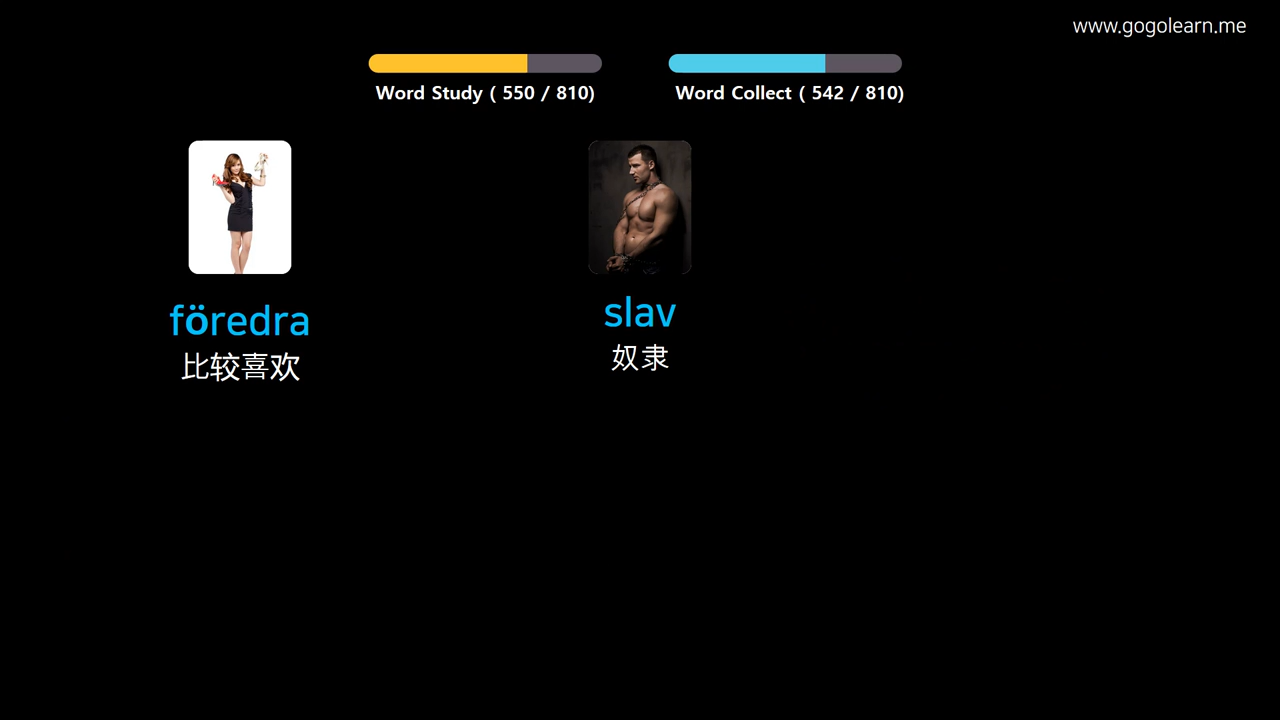 www.gogolearn.me
Word Study ( 550 / 810)
Word Collect ( 542 / 810)
föredra
比较喜欢
slav
奴隶